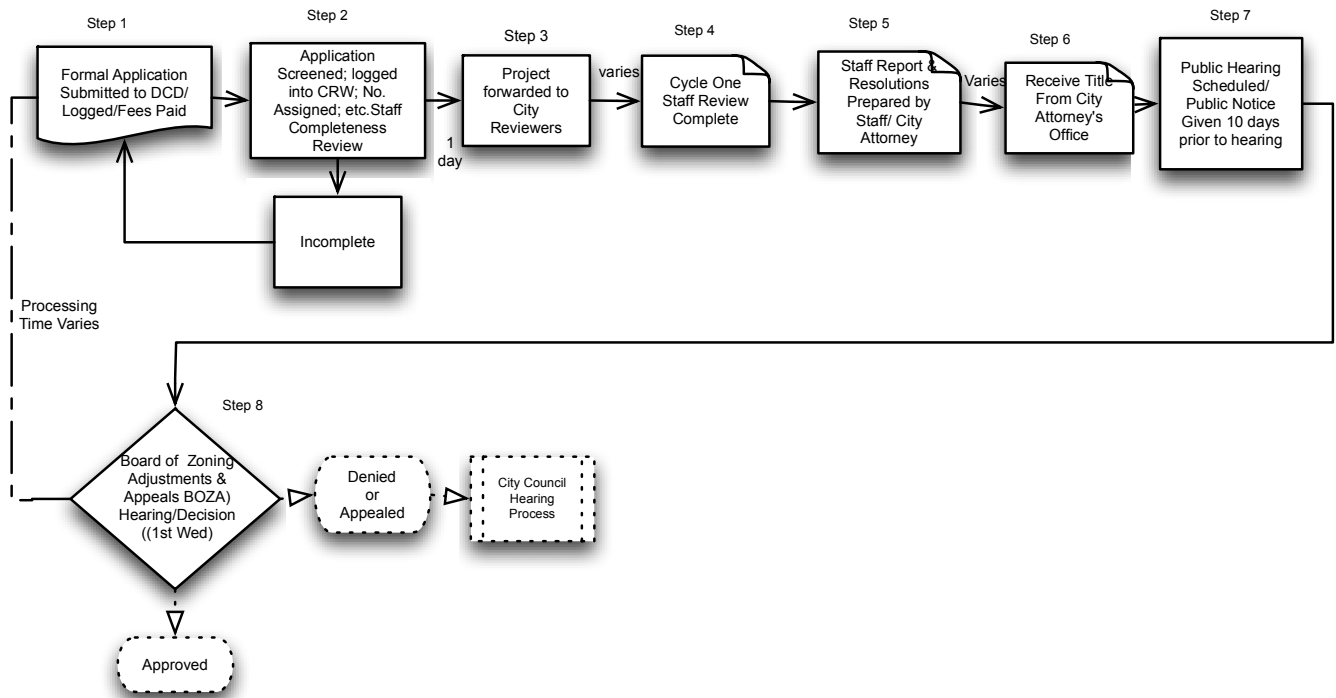 Step 1
Formal Application
Submitted to DCD/
Logged/Fees Paid
Step 2
Application
Screened; logged
into CRW; No.
Assigned; etc.Staff
Completeness
Review
Incomplete
1
day
Step 3
Project
forwarded to
City
Reviewers
varies
Step 4
Cycle One
Staff Review
Complete
Step 5
Staff Report &
Resolutions
Prepared by
Staff/ City
Attorney
Varies
Step 6
Receive Title
From City
Attorney's
Office
Step 7
Public Hearing
Scheduled/
Public Notice
Given 10 days
prior to hearing
Processing
Time Varies
Step 8
Board of Zoning
Adjustments &
Appeals BOZA)
Hearing/Decision
((1st Wed)
Denied
or
Appealed
City Council
Hearing
Process
Approved